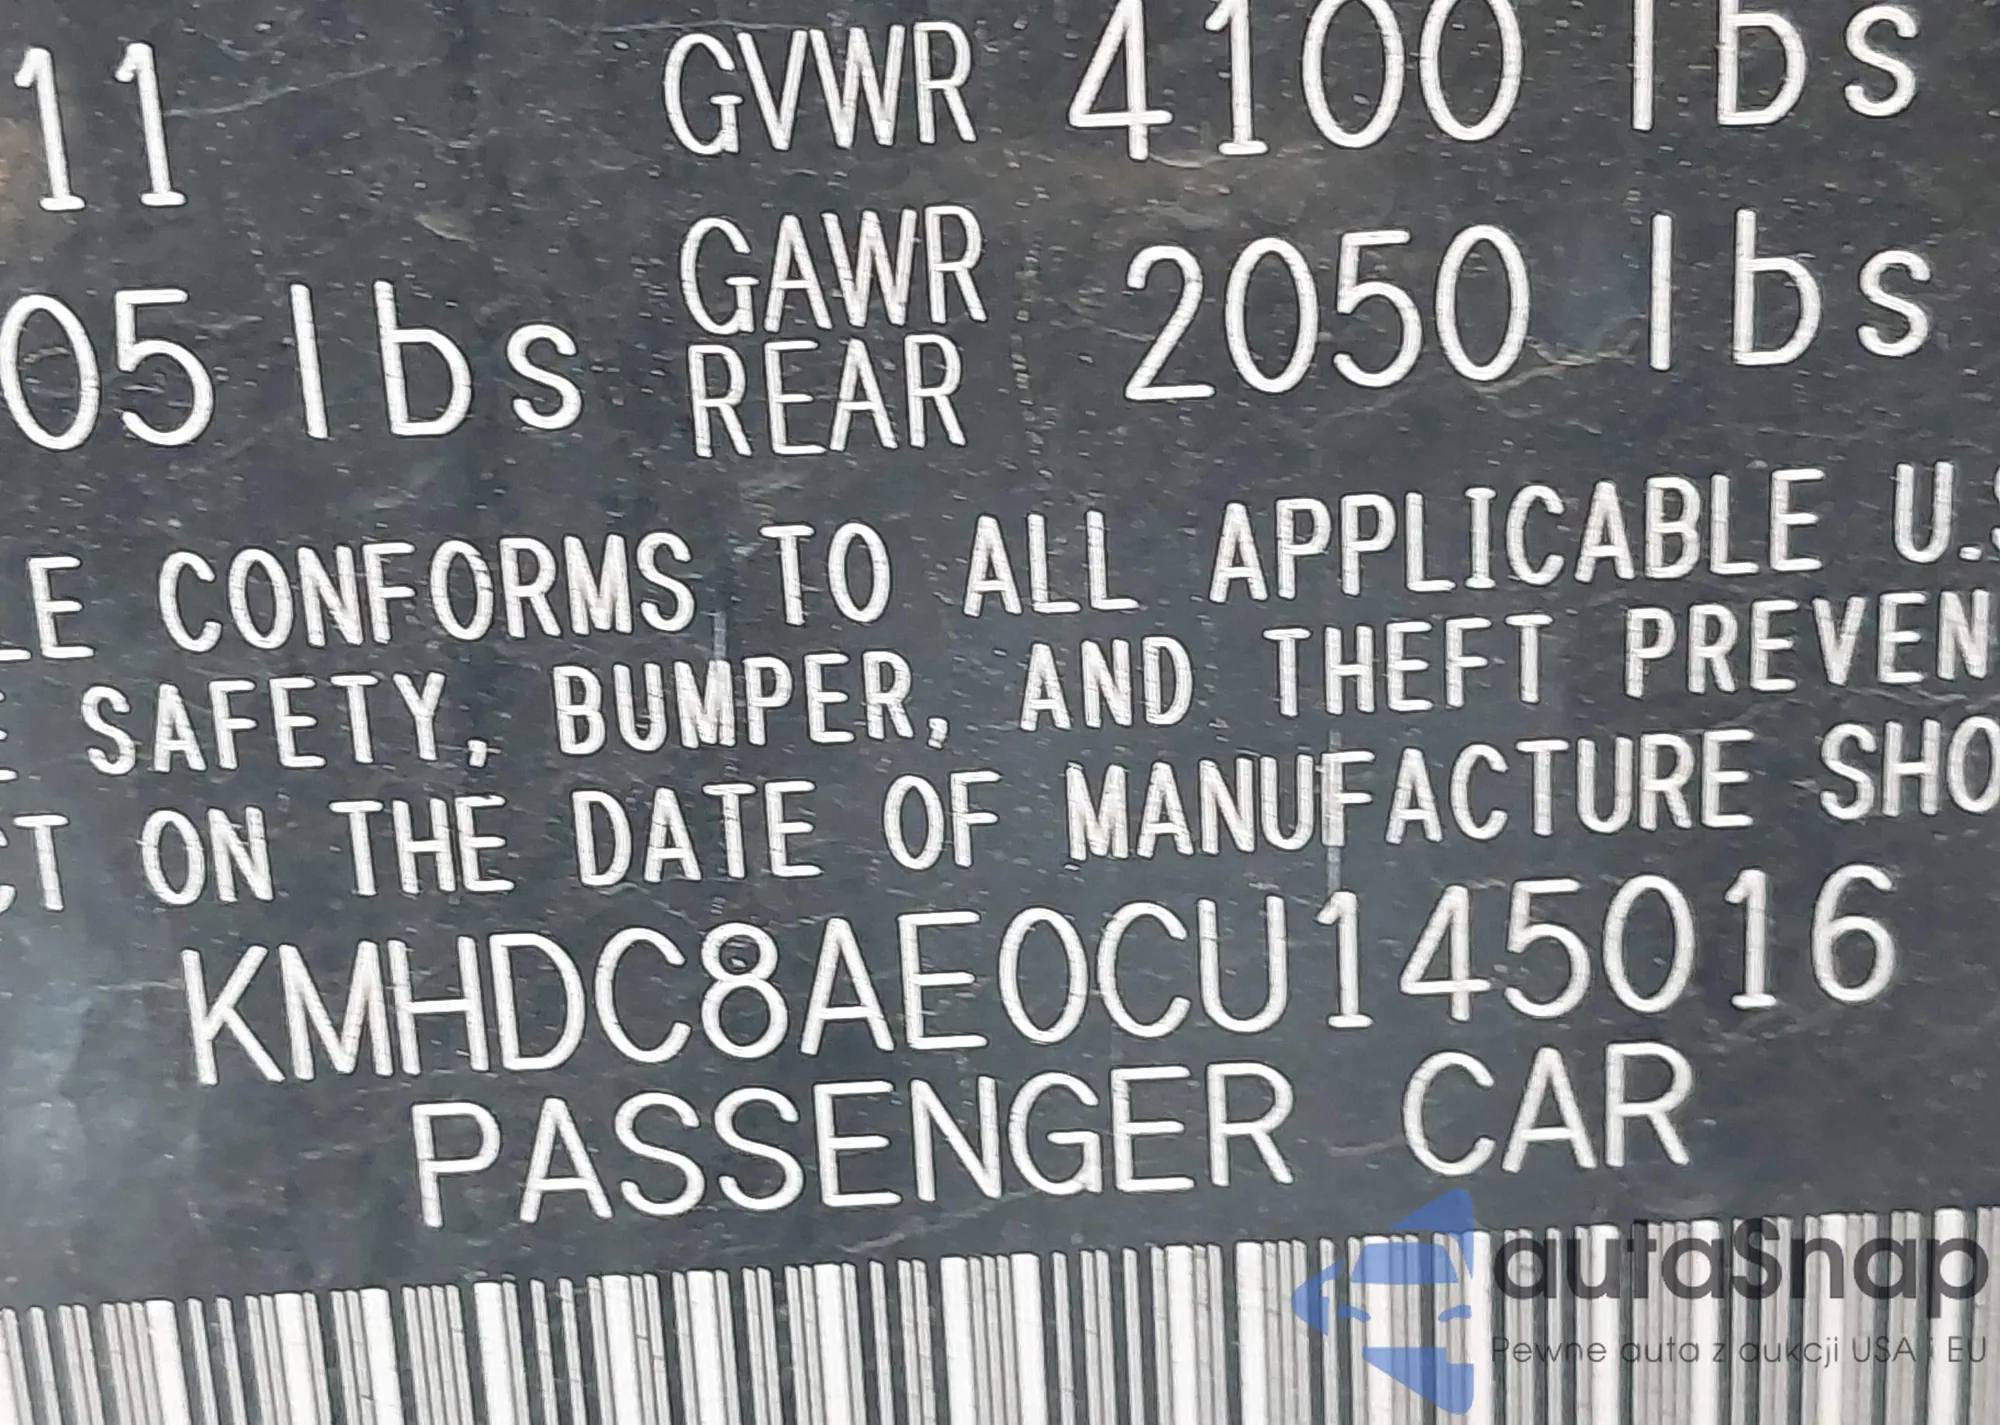 11 GVWR 4100 lbs
05 lbs GAWR REAR 2050 lbs
LE CONFORMS TO ALL APPLICABLE U.S
E SAFETY, BUMPER, AND THEFT PREVEN
CT ON THE DATE OF MANUFACTURE SHO
KMHDC8AE0CU145016
PASSENGER CAR
autaSnap
Pewne auta z aukcji USA i EU